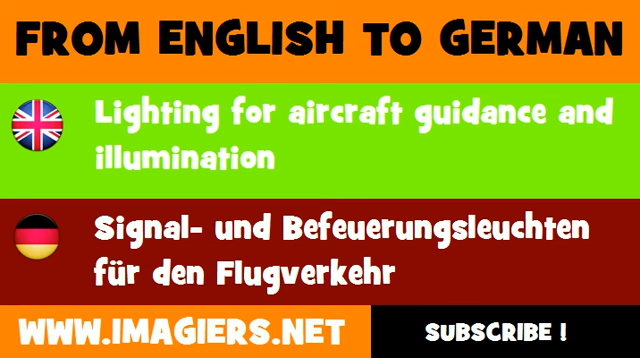 FROM ENGLISH TO GERMAN
Lighting for aircraft guidance and
illumination
Signal- und Befeuerungsleuchten
für den Flugverkehr
WWW.IMAGIERS.NET
SUBSCRIBE !